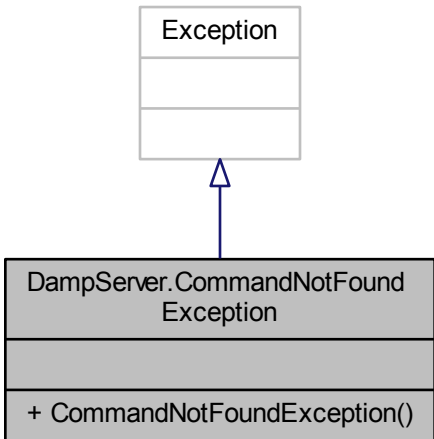 Exception
DampServer.CommandNotFound
Exception
+ CommandNotFoundException()